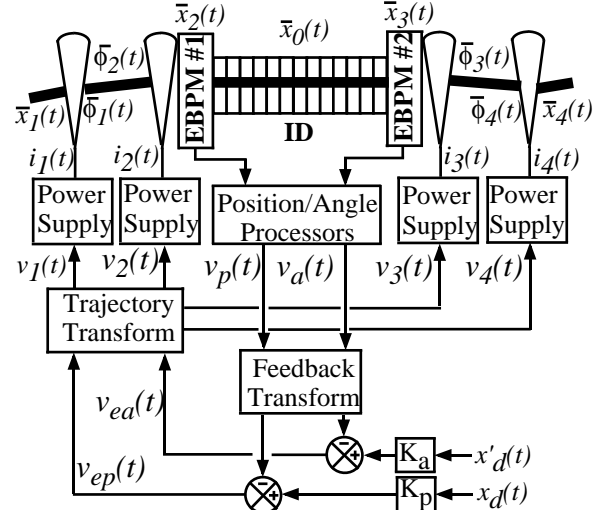 x̄2(t) x̄0(t) x̄3(t)
ϕ̄2(t) EBPM #1 EBPM #2 ϕ̄3(t)
x̄1(t) ϕ̄1(t) ID ϕ̄4(t) x̄4(t)
i1(t) i2(t) i3(t) i4(t)
Power Supply
Power Supply
Position/Angle Processors
Power Supply
Power Supply
v1(t) v2(t) vp(t) va(t) v3(t) v4(t)
Trajectory
Transform
Feedback
Transform
vea(t)
Ka x'd(t)
vep(t)
Kp xd(t)